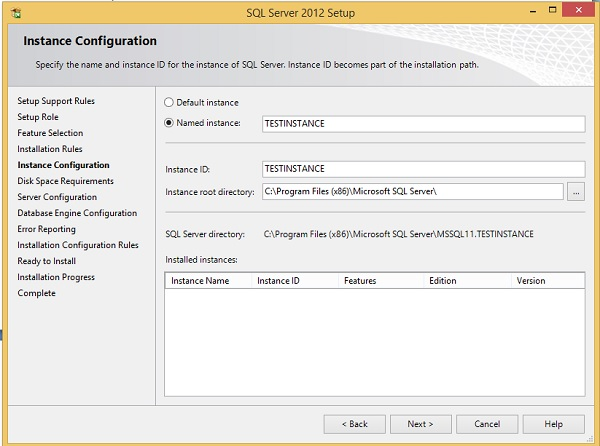 SQL Server 2012 Setup
Instance Configuration
Specify the name and instance ID for the instance of SQL Server. Instance ID becomes part of the installation path.
Setup Support Rules
Setup Role
Feature Selection
Installation Rules
Instance Configuration
Disk Space Requirements
Server Configuration
Database Engine Configuration
Error Reporting
Installation Configuration Rules
Ready to Install
Installation Progress
Complete
Default instance
Named instance: TESTINSTANCE
Instance ID: TESTINSTANCE
Instance root directory: C:\Program Files (x86)\Microsoft SQL Server\ ...
SQL Server directory: C:\Program Files (x86)\Microsoft SQL Server\MSSQL11.TESTINSTANCE
Installed instances:
Instance Name Instance ID Features Edition Version
< Back Next > Cancel Help